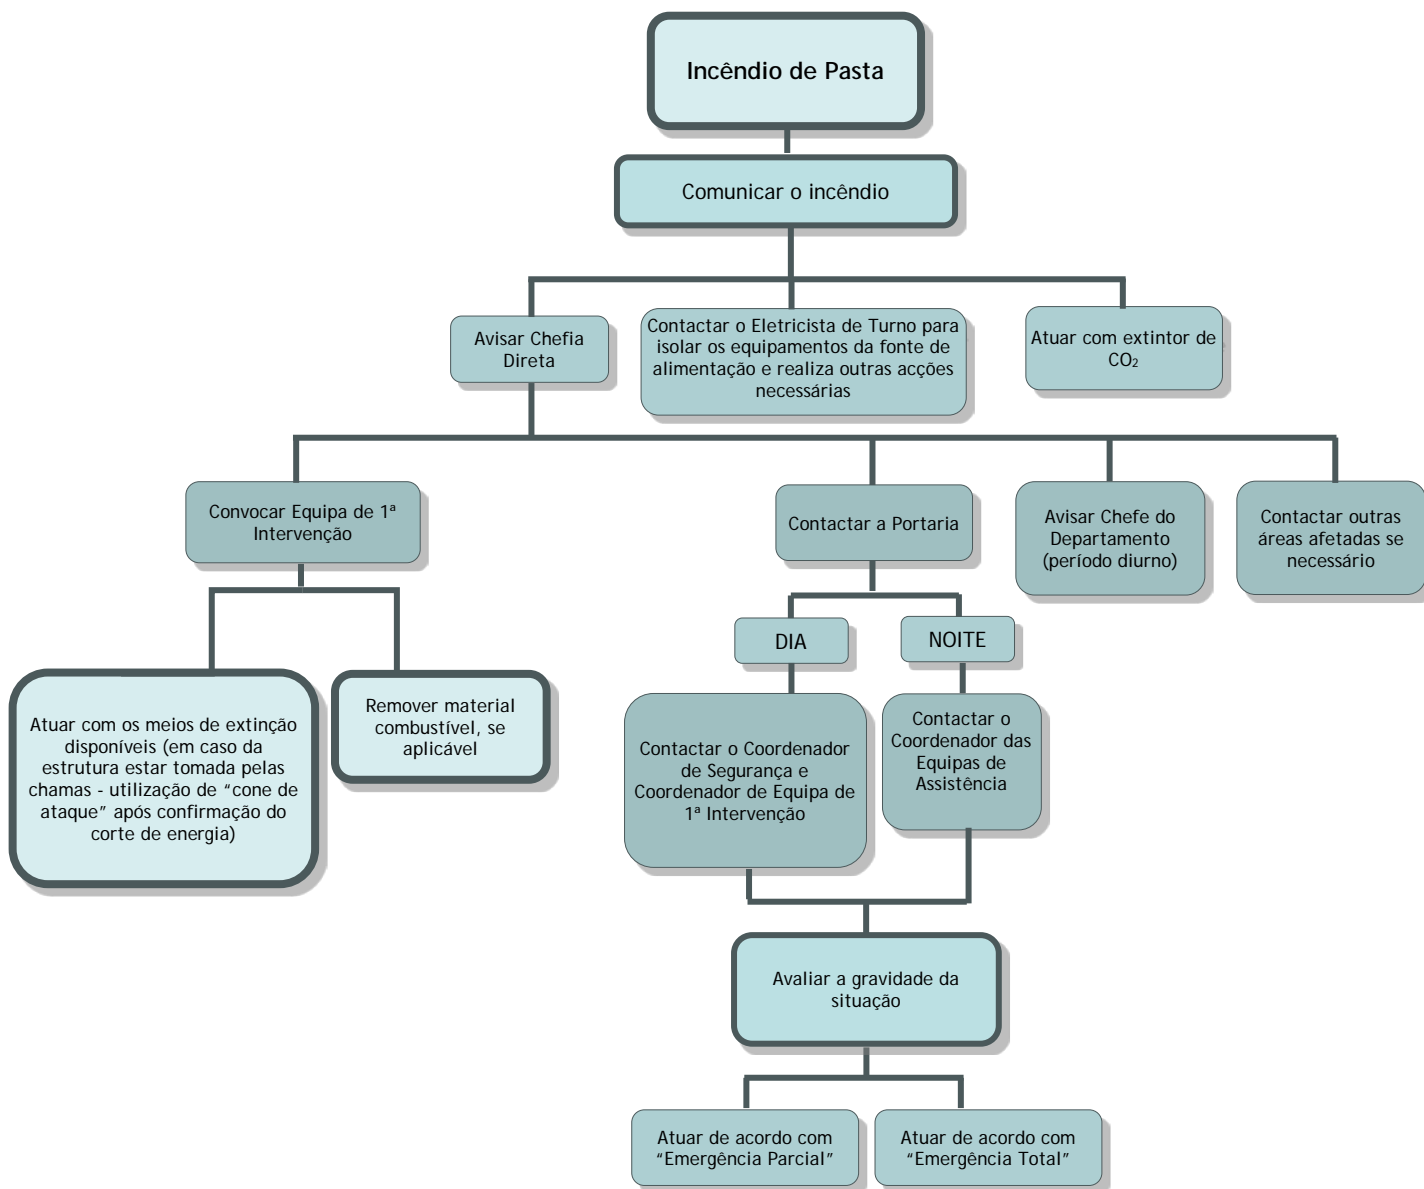 Incêndio de Pasta
Comunicar o incêndio
Avisar Chefia
Direta
Contactar o Eletricista de Turno para
isolar os equipamentos da fonte de
alimentação e realiza outras acções
necessárias
Atuar com extintor de
CO₂
Convocar Equipa de 1ª
Intervenção
Contactar a Portaria
Avisar Chefe do
Departamento
(período diurno)
Contactar outras
áreas afetadas se
necessário
DIA
NOITE
Atuar com os meios de extinção
disponíveis (em caso da
estrutura estar tomada pelas
chamas - utilização de “cone de
ataque” após confirmação do
corte de energia)
Remover material
combustível, se
aplicável
Contactar o Coordenador
de Segurança e
Coordenador de Equipa de
1ª Intervenção
Contactar o
Coordenador das
Equipas de
Assistência
Avaliar a gravidade da
situação
Atuar de acordo com
“Emergência Parcial”
Atuar de acordo com
“Emergência Total”